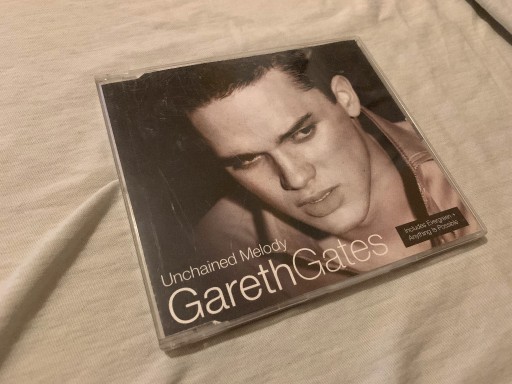 Unchained Melody
GarethGates
Includes Evergreen +
Anything Is Possible